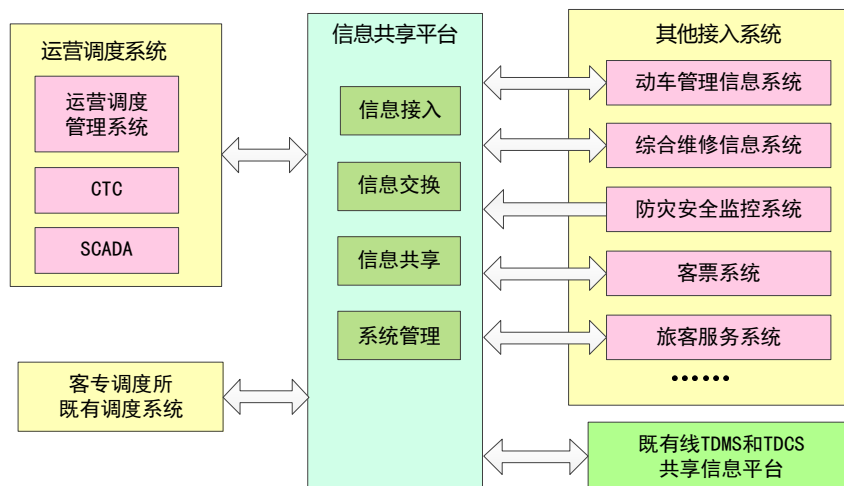 运营调度系统
运营调度
管理系统
CTC
SCADA
客专调度所
既有调度系统
信息共享平台
信息接入
信息交换
信息共享
系统管理
其他接入系统
动车管理信息系统
综合维修信息系统
防灾安全监控系统
客票系统
旅客服务系统
••••••
既有线TDMS和TDCS
共享信息平台